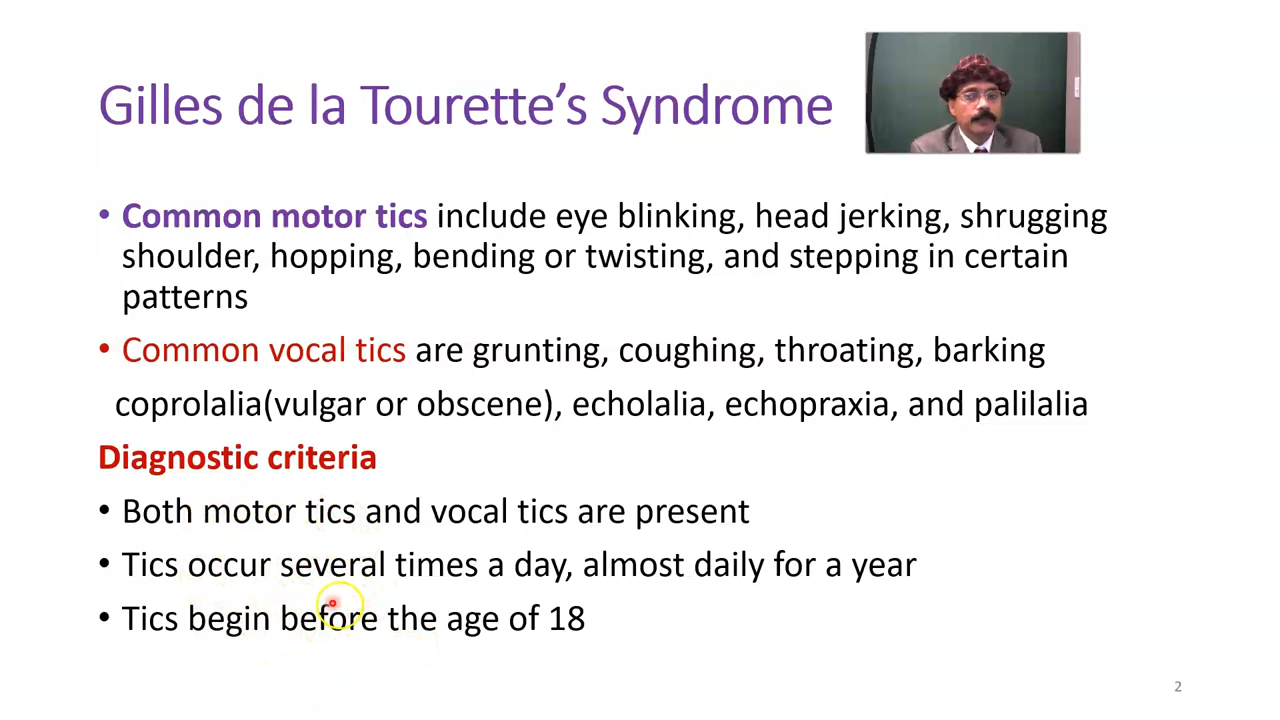 Gilles de la Tourette’s Syndrome
• Common motor tics include eye blinking, head jerking, shrugging
shoulder, hopping, bending or twisting, and stepping in certain
patterns
• Common vocal tics are grunting, coughing, throating, barking
coprolalia(vulgar or obscene), echolalia, echopraxia, and palilalia
Diagnostic criteria
• Both motor tics and vocal tics are present
• Tics occur several times a day, almost daily for a year
• Tics begin before the age of 18
2